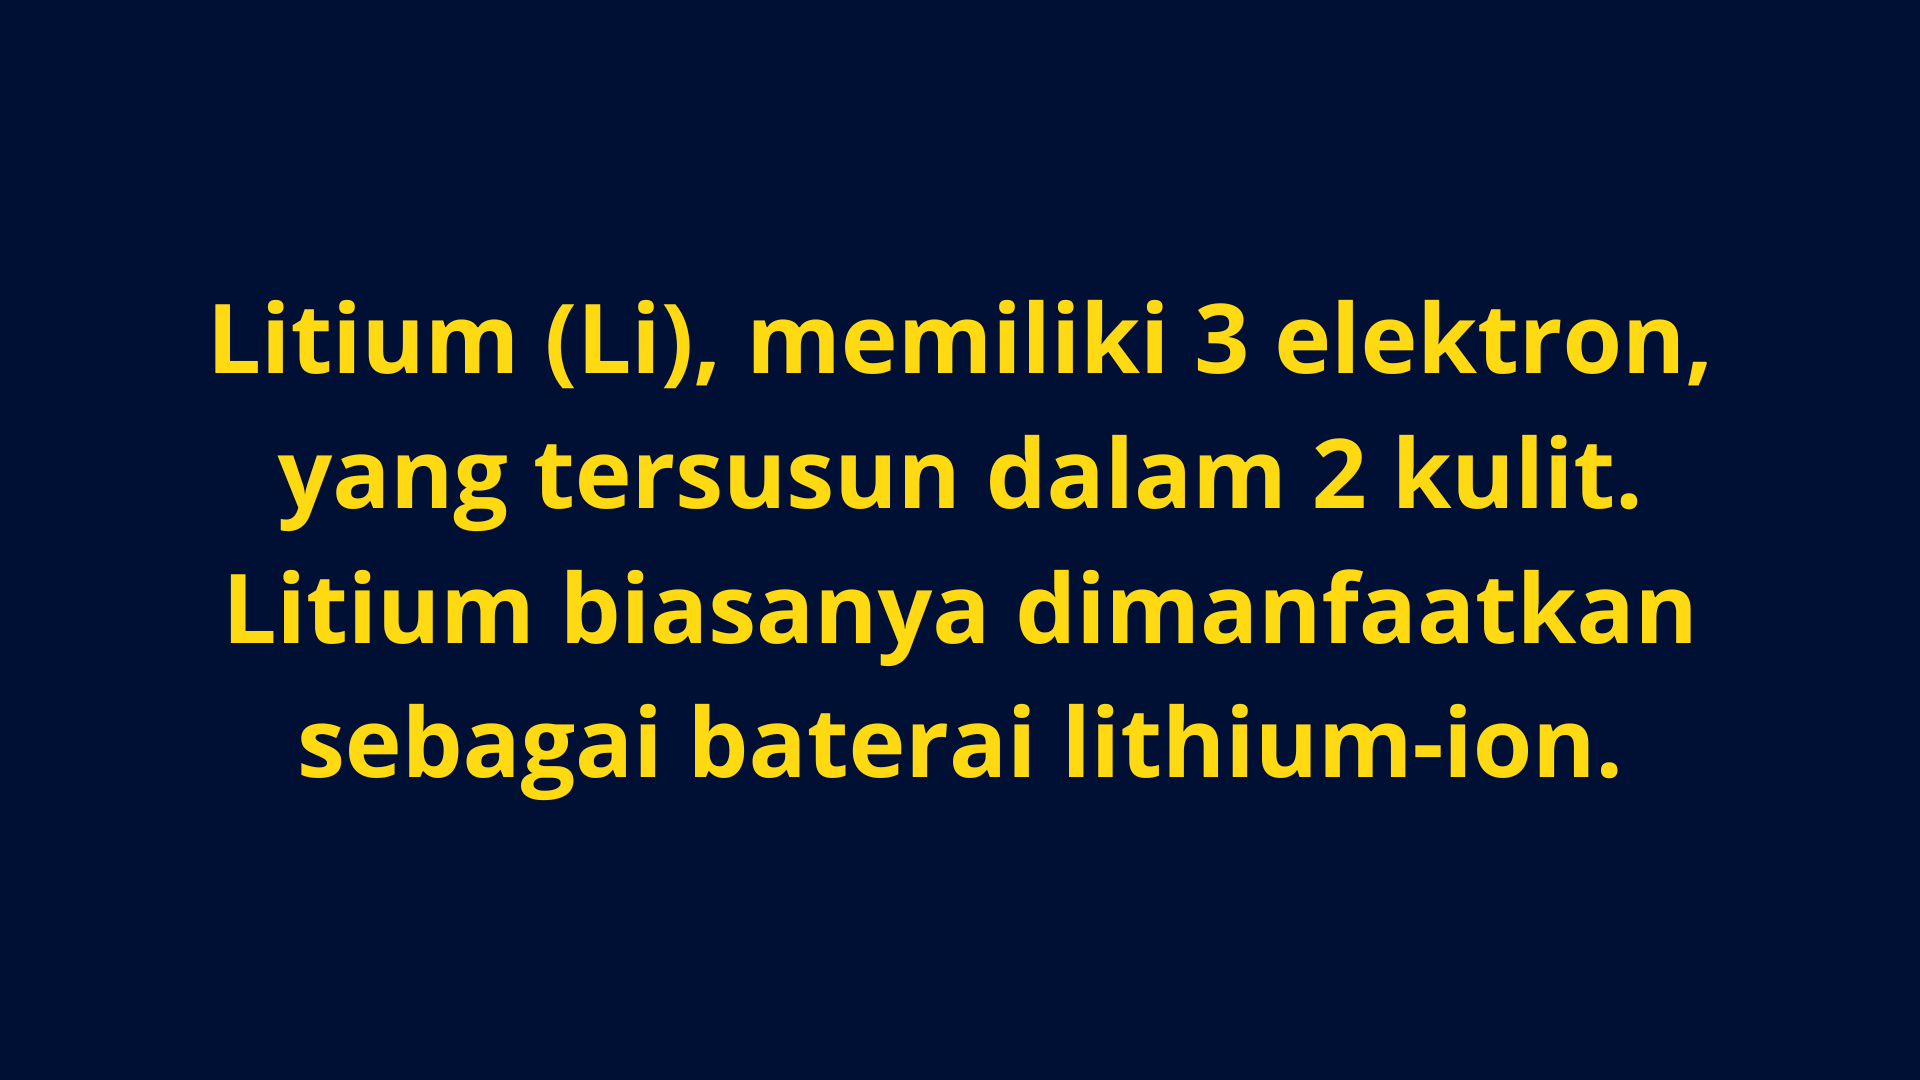 Litium (Li), memiliki 3 elektron,
yang tersusun dalam 2 kulit.
Litium biasanya dimanfaatkan
sebagai baterai lithium-ion.